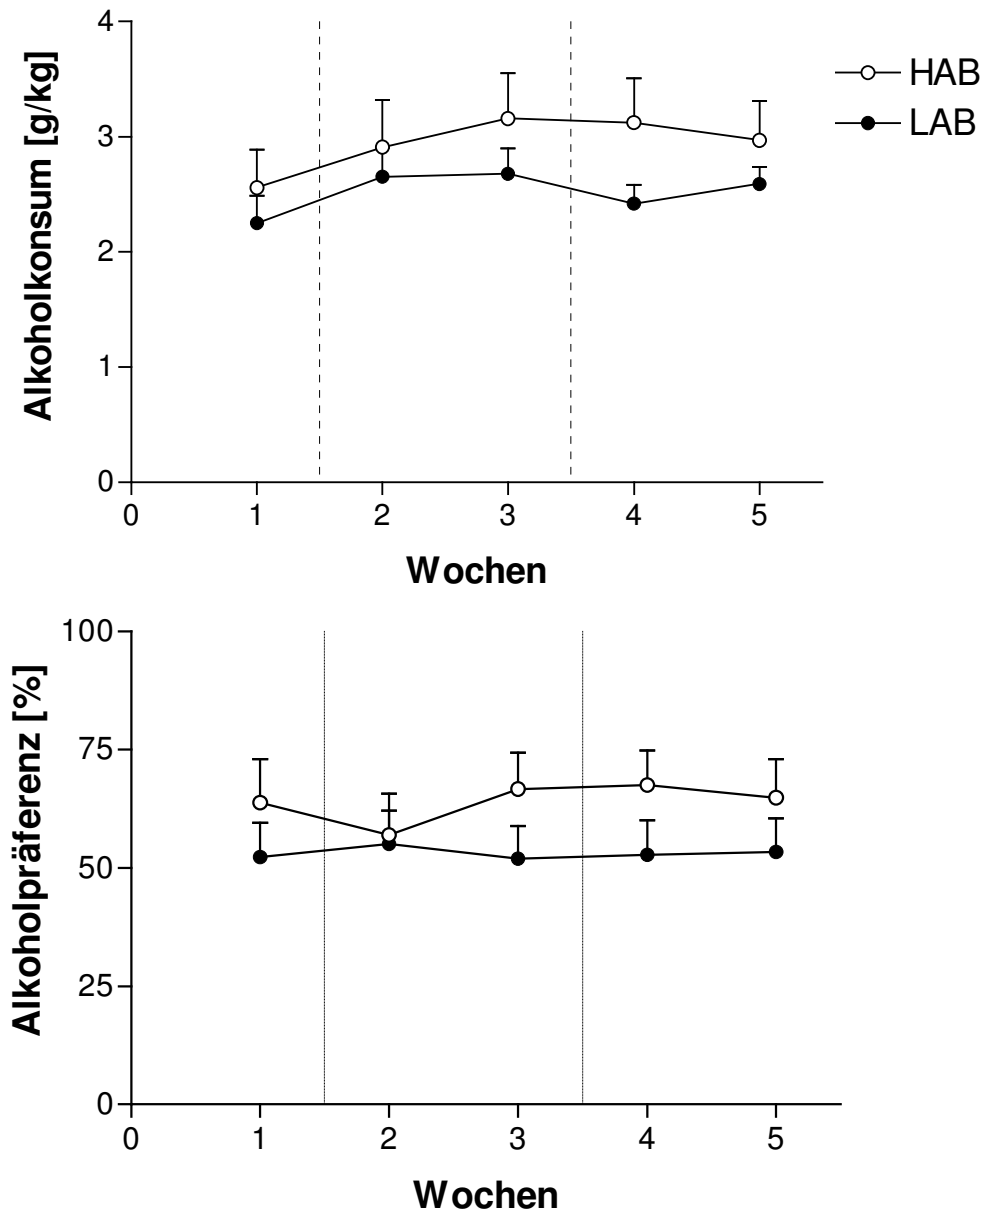 4
3
2
1
0
Alkoholkonsum [g/kg]
0 1 2 3 4 5
Wochen
HAB
LAB
100
75
50
25
0
Alkoholpräferenz [%]
0 1 2 3 4 5
Wochen